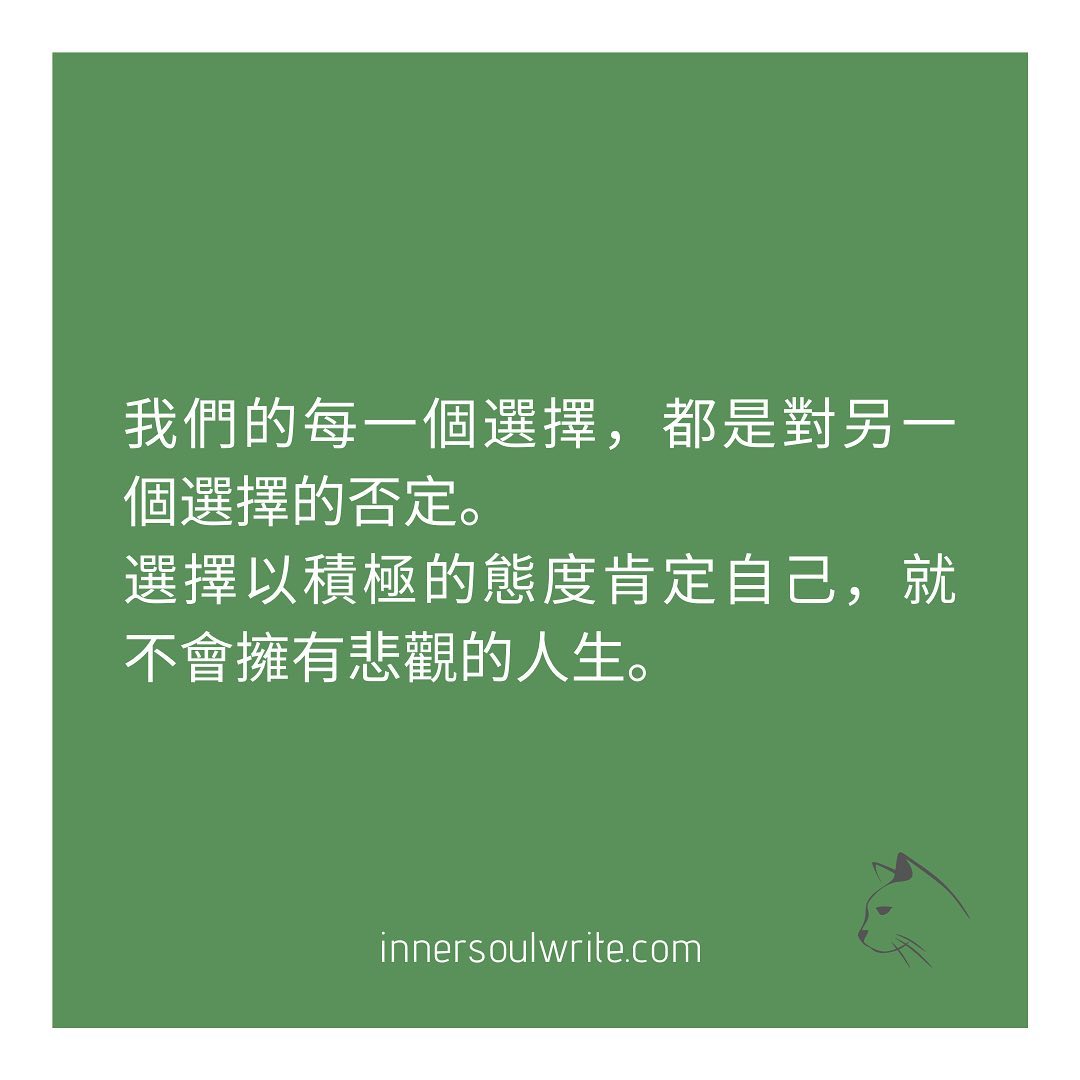 我們的每一個選擇，都是對另一
個選擇的否定。
選擇以積極的態度肯定自己，就
不會擁有悲觀的人生。
innersoulwrite.com